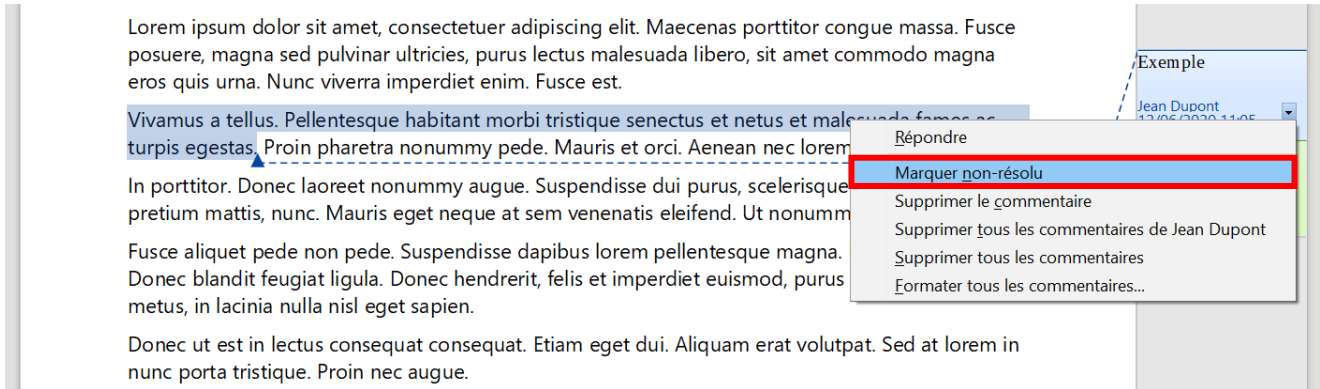 Lorem ipsum dolor sit amet, consectetuer adipiscing elit. Maecenas porttitor congue massa. Fusce
posuere, magna sed pulvinar ultricies, purus lectus malesuada libero, sit amet commodo magna
eros quis urna. Nunc viverra imperdiet enim. Fusce est.
Vivamus a tellus. Pellentesque habitant morbi tristique senectus et netus et malesuada fames ac
turpis egestas. Proin pharetra nonummy pede. Mauris et orci. Aenean nec lorem
In porttitor. Donec laoreet nonummy augue. Suspendisse dui purus, scelerisque
pretium mattis, nunc. Mauris eget neque at sem venenatis eleifend. Ut nonumm
Fusce aliquet pede non pede. Suspendisse dapibus lorem pellentesque magna.
Donec blandit feugiat ligula. Donec hendrerit, felis et imperdiet euismod, purus
metus, in lacinia nulla nisl eget sapien.
Donec ut est in lectus consequat consequat. Etiam eget dui. Aliquam erat volutpat. Sed at lorem in
nunc porta tristique. Proin nec augue.
Exemple
Jean Dupont
12/06/2020 11:05
Répondre
Marquer non-résolu
Supprimer le commentaire
Supprimer tous les commentaires de Jean Dupont
Supprimer tous les commentaires
Formater tous les commentaires...